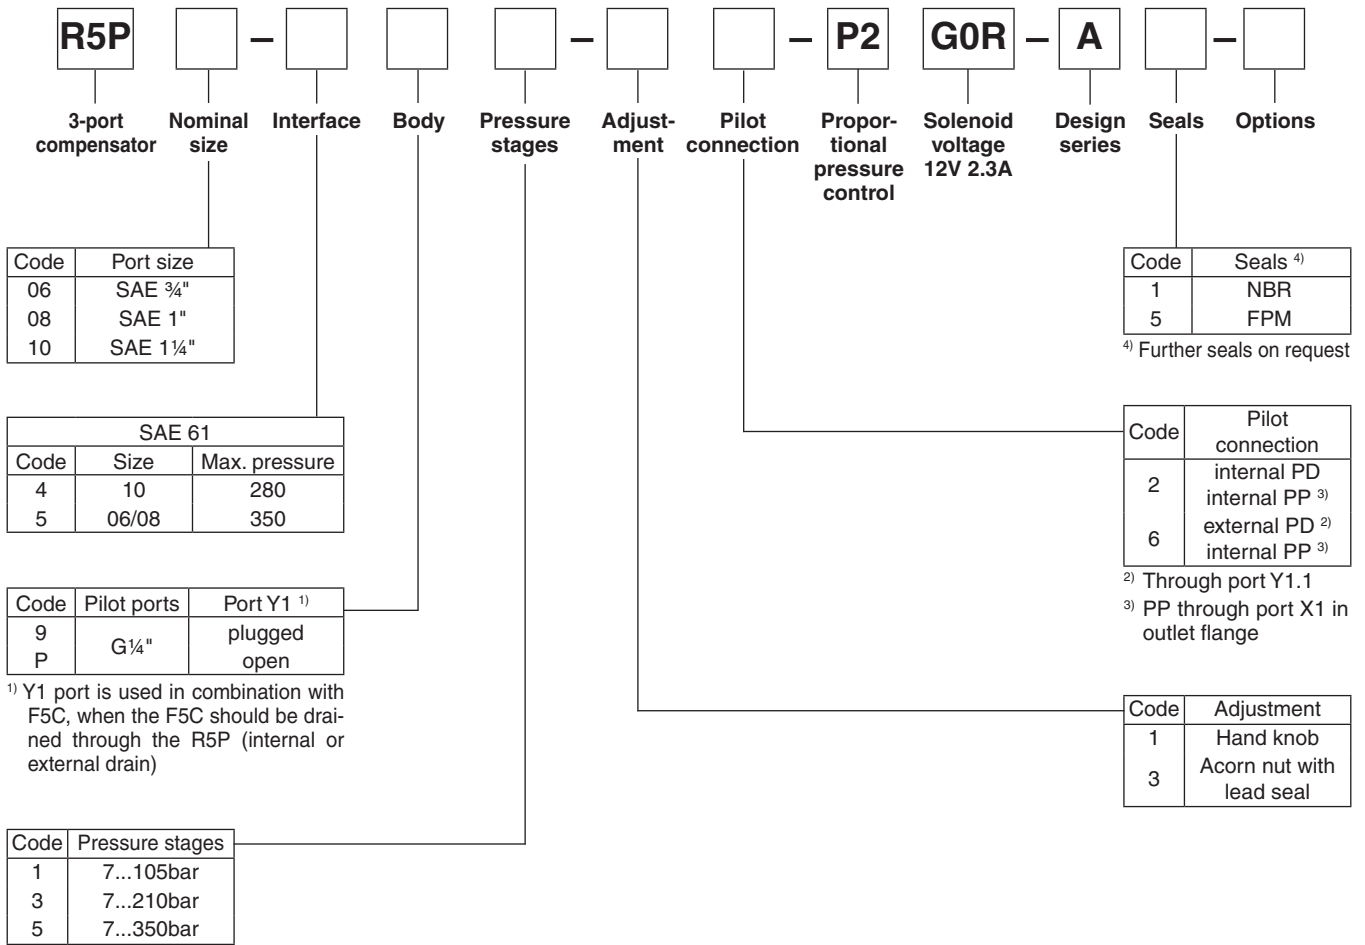 R5P – – – – P2 G0R – A –
3-port compensator
Nominal size
Interface
Body
Pressure stages
Adjust-
ment
Pilot connection
Propor-
tional
pressure
control
Solenoid
voltage
12V 2.3A
Design
series
Seals
Options
Code Port size
06 SAE ¾"
08 SAE 1"
10 SAE 1¼"
SAE 61
Code Size Max. pressure
4 10 280
5 06/08 350
Code Pilot ports Port Y1 1)
9 G¼" plugged
P open
1) Y1 port is used in combination with
F5C, when the F5C should be drai-
ned through the R5P (internal or
external drain)
Code Pressure stages
1 7...105bar
3 7...210bar
5 7...350bar
Code Seals 4)
1 NBR
5 FPM
4) Further seals on request
Code Pilot
connection
2 internal PD
internal PP 3)
6 external PD 2)
internal PP 3)
2) Through port Y1.1
3) PP through port X1 in
outlet flange
Code Adjustment
1 Hand knob
3 Acorn nut with
lead seal